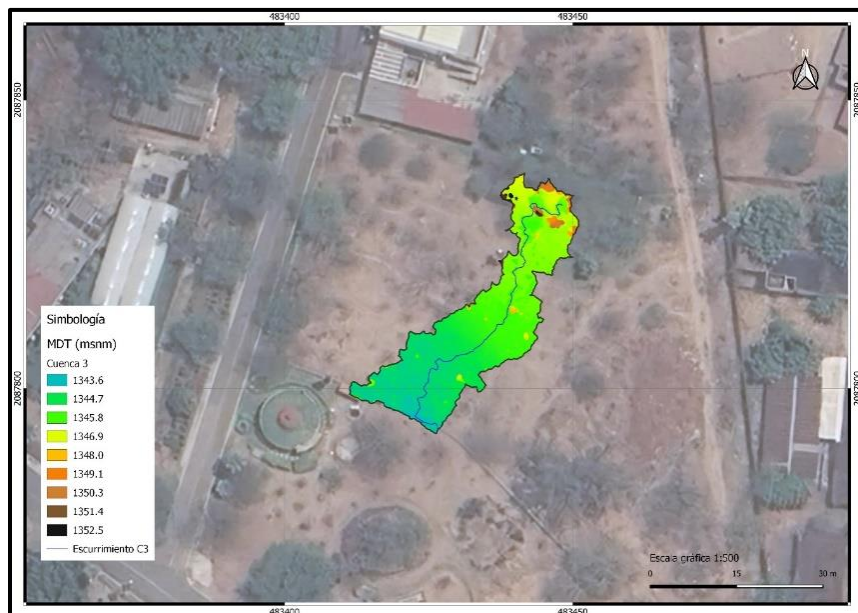 483400 483450
N
2087850 2087850
Simbología
MDT (msnm)
Cuenca 3
1343.6
1344.7
1345.8
1346.9
1348.0
1349.1
1350.3
1351.4
1352.5
Escurrimiento C3
2087800 2087800
Escala gráfica 1:500
0 15 30 m
483400 483450